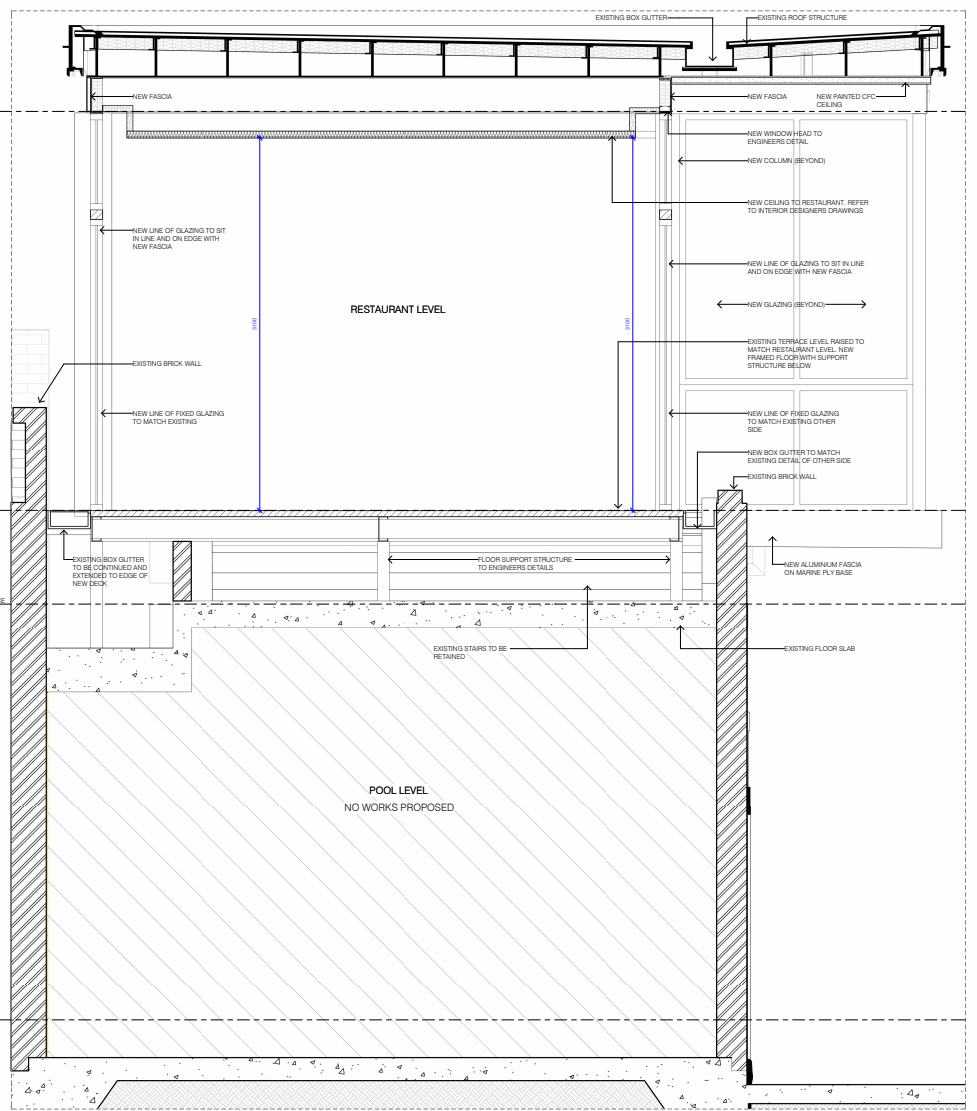 EXISTING BOX GUTTER
EXISTING ROOF STRUCTURE
NEW FASCIA
NEW FASCIA
NEW PAINTED CFC
CEILING
NEW WINDOW HEAD TO
ENGINEERS DETAIL
NEW COLUMN (BEYOND)
NEW CEILING TO RESTAURANT. REFER
TO INTERIOR DESIGNERS DRAWINGS
NEW LINE OF GLAZING TO SIT
IN LINE AND ON EDGE WITH
NEW FASCIA
NEW LINE OF GLAZING TO SIT IN LINE
AND ON EDGE WITH NEW FASCIA
NEW GLAZING (BEYOND)
RESTAURANT LEVEL
3100
3100
EXISTING TERRACE LEVEL RAISED TO
MATCH RESTAURANT LEVEL. NEW
FRAMED FLOOR WITH SUPPORT
STRUCTURE BELOW
EXISTING BRICK WALL
NEW LINE OF FIXED GLAZING
TO MATCH EXISTING
NEW LINE OF FIXED GLAZING
TO MATCH EXISTING OTHER
SIDE
NEW BOX GUTTER TO MATCH
EXISTING DETAIL OF OTHER SIDE
EXISTING BRICK WALL
EXISTING BOX GLITTER
TO BE CONTINUED AND
EXTENDED TO EDGE OF
NEW DECK
FLOOR SUPPORT STRUCTURE
TO ENGINEERS DETAILS
NEW ALUMINIUM FASCIA
ON MARINE PLY BASE
EXISTING STAIRS TO BE
RETAINED
EXISTING FLOOR SLAB
POOL LEVEL
NO WORKS PROPOSED